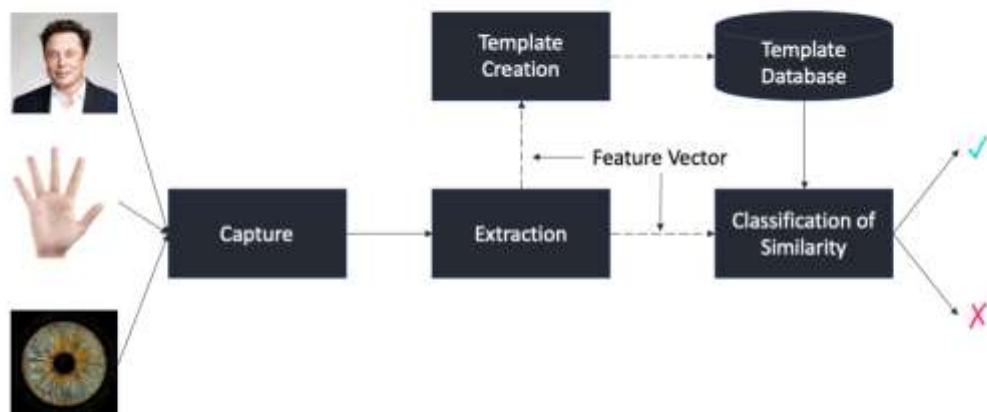 Template
Creation
Template
Database
Feature Vector
Capture
Extraction
Classification of
Similarity